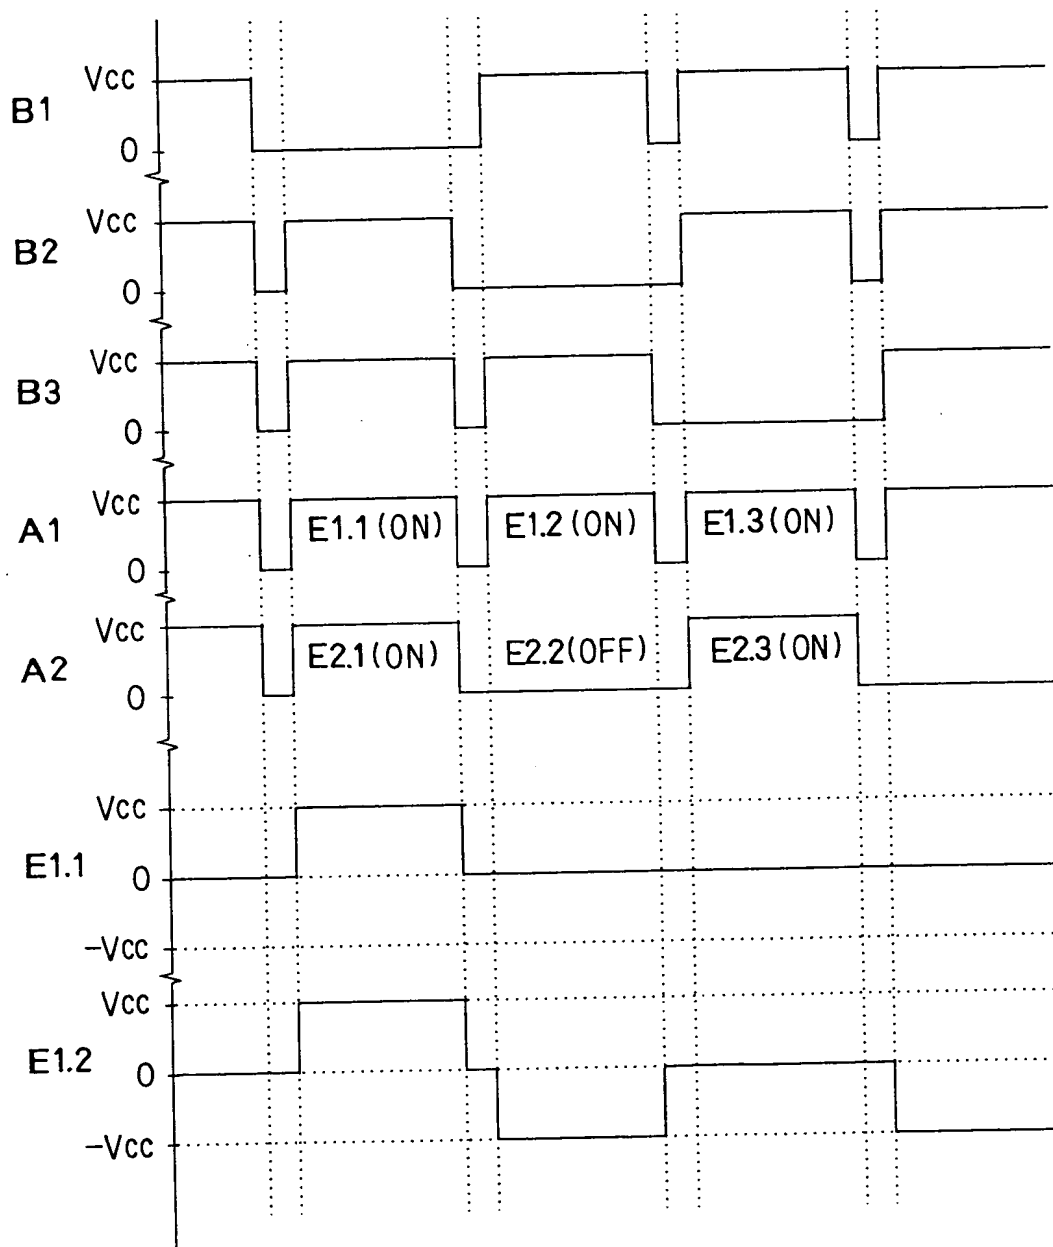 Vcc
B1
0
Vcc
B2
0
Vcc
B3
0
Vcc
A1
E1.1 (ON) E1.2 (ON) E1.3 (ON)
0
Vcc
A2
E2.1 (ON) E2.2 (OFF) E2.3 (ON)
0
Vcc
E1.1
0
-Vcc
Vcc
E1.2
0
-Vcc